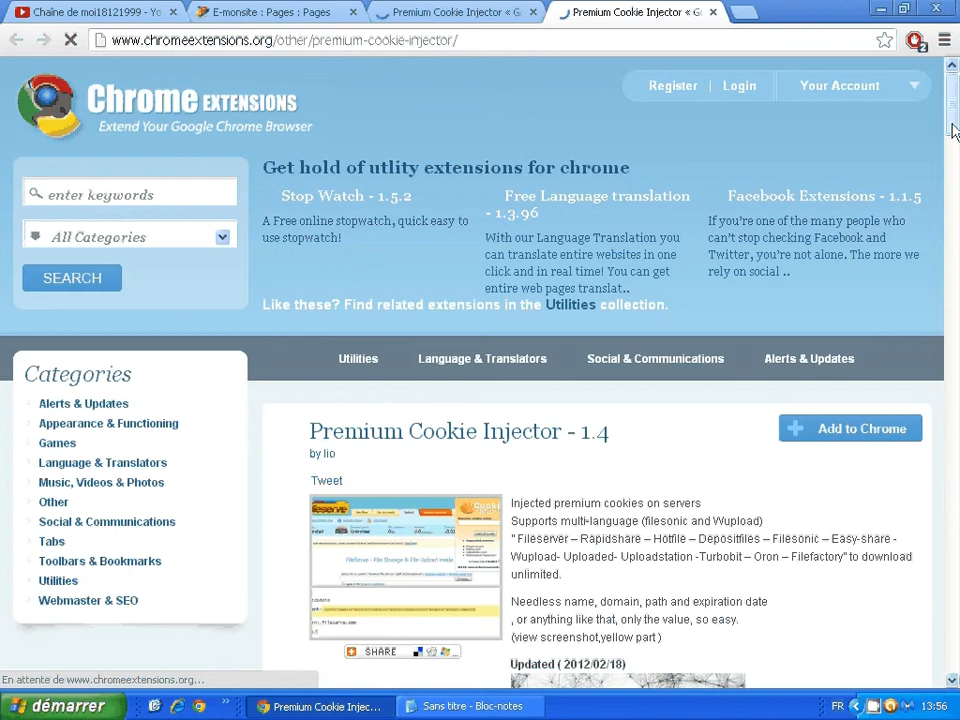 Chaîne de moi18121999 - Yo
E-monsite : Pages : Pages
Premium Cookie Injector « G
Premium Cookie Injector « G
www.chromeextensions.org/other/premium-cookie-injector/
2
Chrome EXTENSIONS
Extend Your Google Chrome Browser
Register | Login
Your Account
enter keywords
All Categories
SEARCH
Get hold of utlity extensions for chrome
Stop Watch - 1.5.2
A Free online stopwatch, quick easy to
use stopwatch!
Free Language translation
- 1.3.96
With our Language Translation you
can translate entire websites in one
click and in real time! You can get
entire web pages translat..
Facebook Extensions - 1.1.5
If you're one of the many people who
can't stop checking Facebook and
Twitter, you're not alone. The more we
rely on social ..
Like these? Find related extensions in the Utilities collection.
Utilities
Language & Translators
Social & Communications
Alerts & Updates
Categories
Alerts & Updates
Appearance & Functioning
Games
Language & Translators
Music, Videos & Photos
Other
Social & Communications
Tabs
Toolbars & Bookmarks
Utilities
Webmaster & SEO
Premium Cookie Injector - 1.4
by lio
Add to Chrome
Tweet
Injected premium cookies on servers
Supports multi-language (filesonic and Wupload)
" Fileserver – Rapidshare – Hotfile – Depositfiles – Filesonic – Easy-share -
Wupload- Uploaded- Uploadstation -Turbobit – Oron – Filefactory" to download
unlimited.
Needless name, domain, path and expiration date
, or anything like that, only the value, so easy.
(view screenshot,yellow part )
Updated ( 2012/02/18)
SHARE
En attente de www.chromeextensions.org...
démarrer
Premium Cookie Injec...
Sans titre - Bloc-notes
FR
13:56